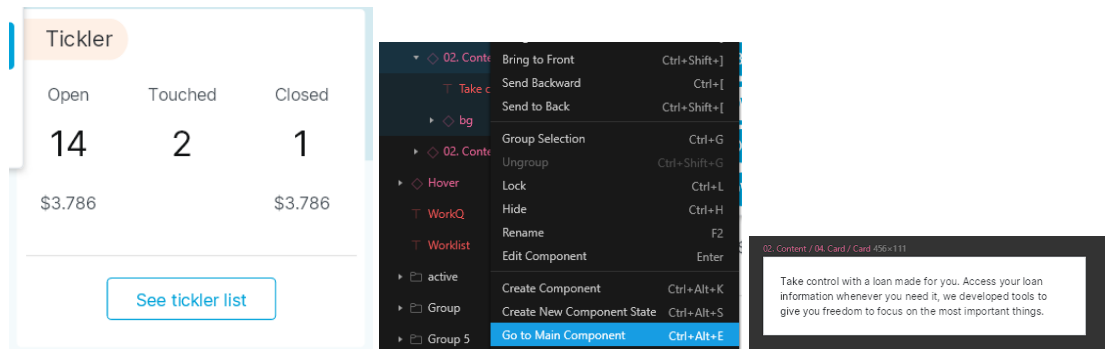 Tickler
Open Touched Closed
14 2 1
$3.786 $3.786
See tickler list
02. Conte
Take c
bg
02. Conte
Hover
WorkQ
Worklist
active
Group
Group 5
Bring to Front Ctrl+Shift+]
Send Backward Ctrl+[
Send to Back Ctrl+Shift+[
Group Selection Ctrl+G
Ungroup Ctrl+Shift+G
Lock Ctrl+L
Hide Ctrl+H
Rename F2
Edit Component Enter
Create Component Ctrl+Alt+K
Create New Component State Ctrl+Alt+S
Go to Main Component Ctrl+Alt+E
02. Content / 04. Card / Card 456×111
Take control with a loan made for you. Access your loan
information whenever you need it, we developed tools to
give you freedom to focus on the most important things.